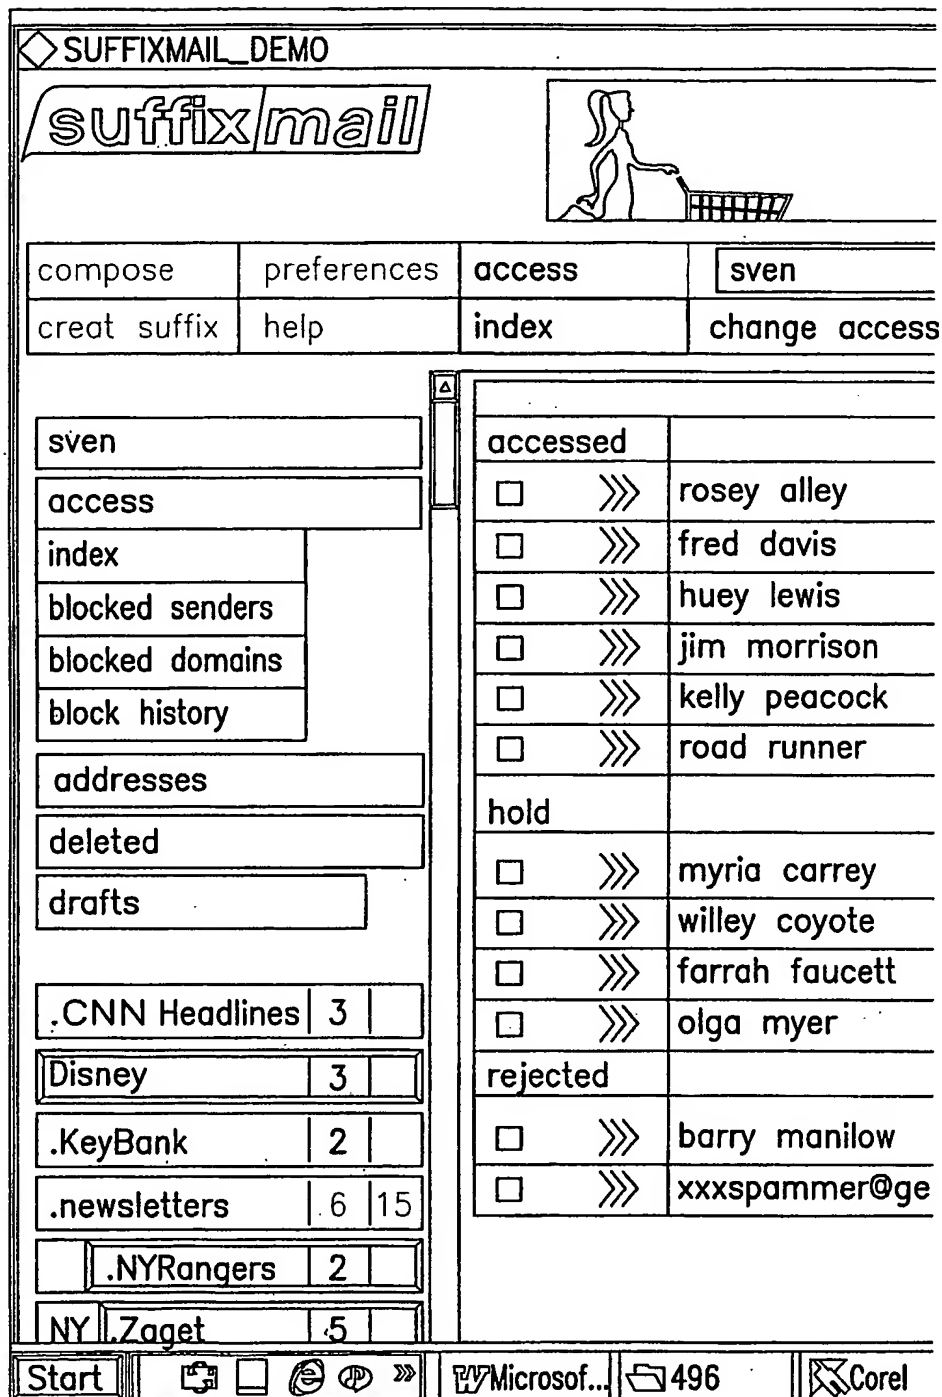 SUFFIXMAIL_DEMO
suffix mail
compose preferences access sven
creat suffix help index change access
sven
access
index
blocked senders
blocked domains
block history
addresses
deleted
drafts
.CNN Headlines 3
Disney 3
.KeyBank 2
.newsletters 6 15
.NYRangers 2
NY .Zaget 5
accessed
rosey alley
fred davis
huey lewis
jim morrison
kelly peacock
road runner
hold
myria carrey
willey coyote
farrah faucett
olga myer
rejected
barry manilow
xxxspammer@ge
Start » Microsof... 496 Corel